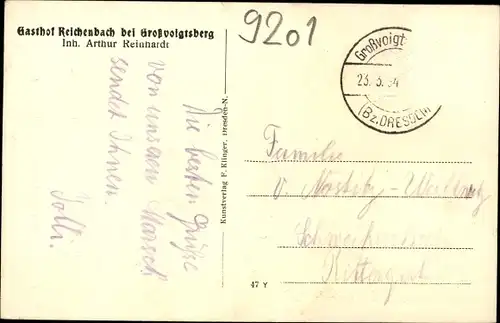 Gasthof Reichenbach bei Großvoigtsberg
Inh. Arthur Reinhardt
9201
Großvoigt
23. 5. 34
(Bz. DRESDEN)
Die besten Grüße
von unserem Marsch
sendet Ihnen
Kunstverlag F. Klinger, Dresden-N.
Familie
v.
47 Y